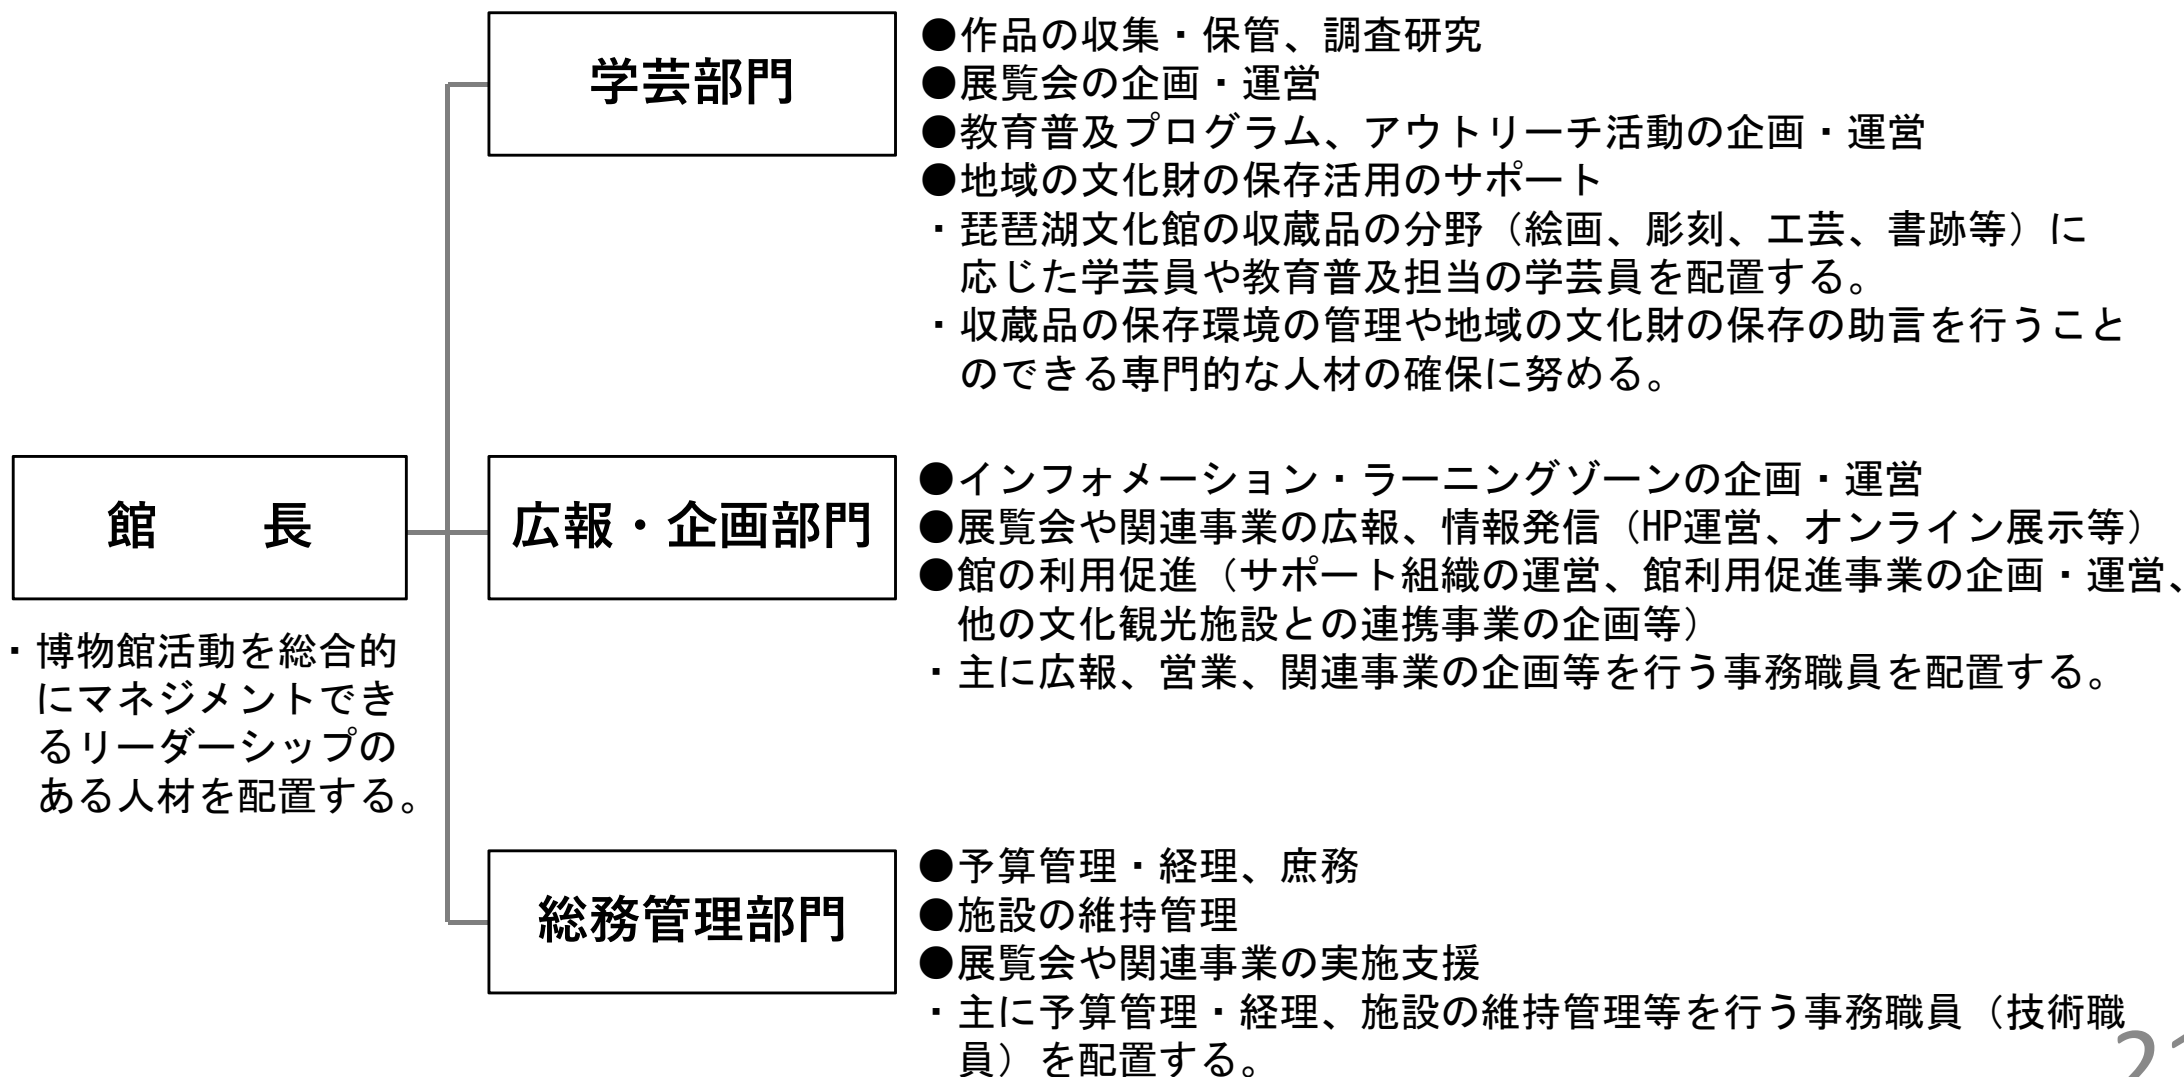 学芸部門
●作品の収集・保管、調査研究
●展覧会の企画・運営
●教育普及プログラム、アウトリーチ活動の企画・運営
●地域の文化財の保存活用のサポート
・琵琶湖文化館の収蔵品の分野（絵画、彫刻、工芸、書跡等）に
応じた学芸員や教育普及担当の学芸員を配置する。
・収蔵品の保存環境の管理や地域の文化財の保存の助言を行うこと
のできる専門的な人材の確保に努める。
館　　長
・博物館活動を総合的
にマネジメントでき
るリーダーシップの
ある人材を配置する。
広報・企画部門
●インフォメーション・ラーニングゾーンの企画・運営
●展覧会や関連事業の広報、情報発信（HP運営、オンライン展示等）
●館の利用促進（サポート組織の運営、館利用促進事業の企画・運営、
他の文化観光施設との連携事業の企画等）
・主に広報、営業、関連事業の企画等を行う事務職員を配置する。
総務管理部門
●予算管理・経理、庶務
●施設の維持管理
●展覧会や関連事業の実施支援
・主に予算管理・経理、施設の維持管理等を行う事務職員（技術職
員）を配置する。